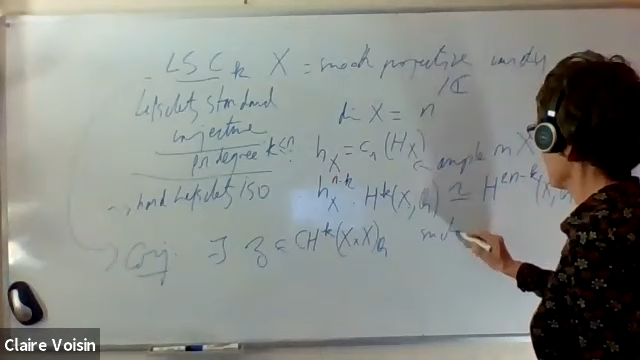 - LSC_k X = smooth projective variety /ℂ
Lefschetz standard
conjecture
for degree k≤n:
dim X = n
h_X = c_1(H_X) ample on X
hard Lefschetz iso h_X^{n-k} : H^k(X, ℚ) ≅ H^{2n-k}(X, ℚ
Conj. ∃ Z ∈ CH^k(X×X)_ℚ such
Claire Voisin